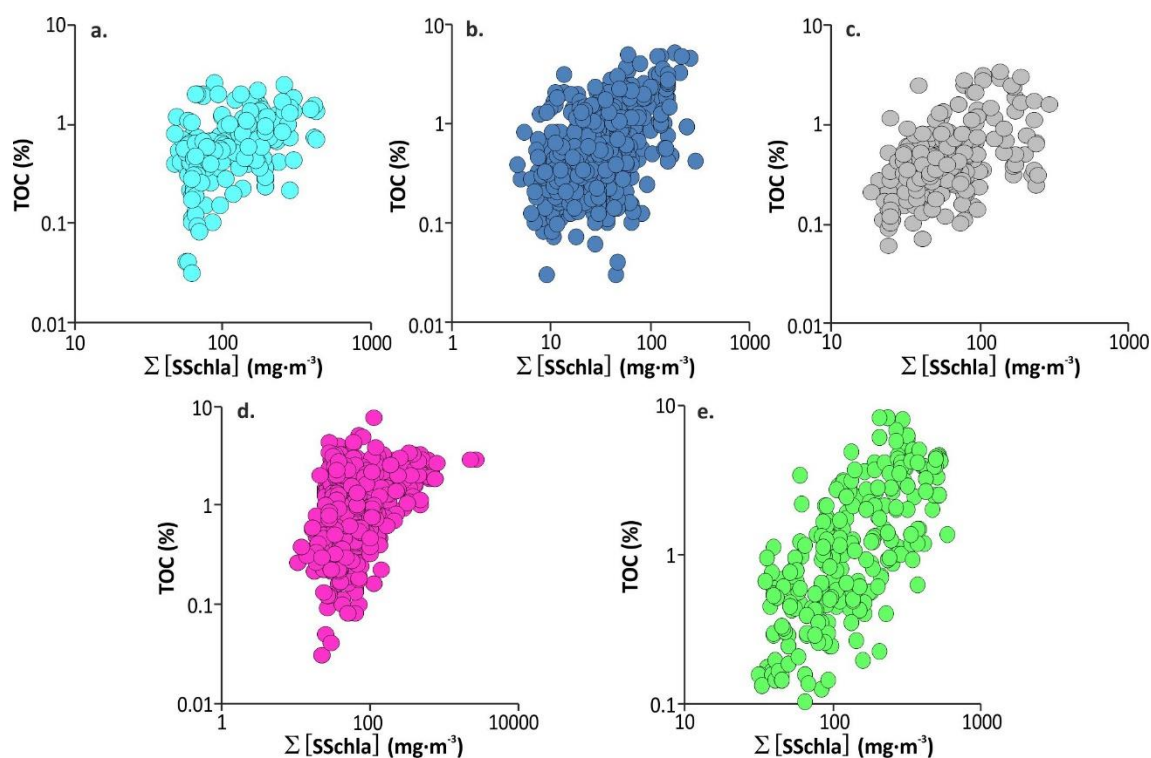 a.
10
1
0.1
0.01
TOC (%)
10 100 1000
Σ [SSchla] (mg·m⁻³)
b.
10
1
0.1
0.01
TOC (%)
1 10 100 1000
Σ [SSchla] (mg·m⁻³)
c.
10
1
0.1
0.01
TOC (%)
10 100 1000
Σ [SSchla] (mg·m⁻³)
d.
10
1
0.1
0.01
TOC (%)
1 100 10000
Σ [SSchla] (mg·m⁻³)
e.
10
1
0.1
TOC (%)
10 100 1000
Σ [SSchla] (mg·m⁻³)